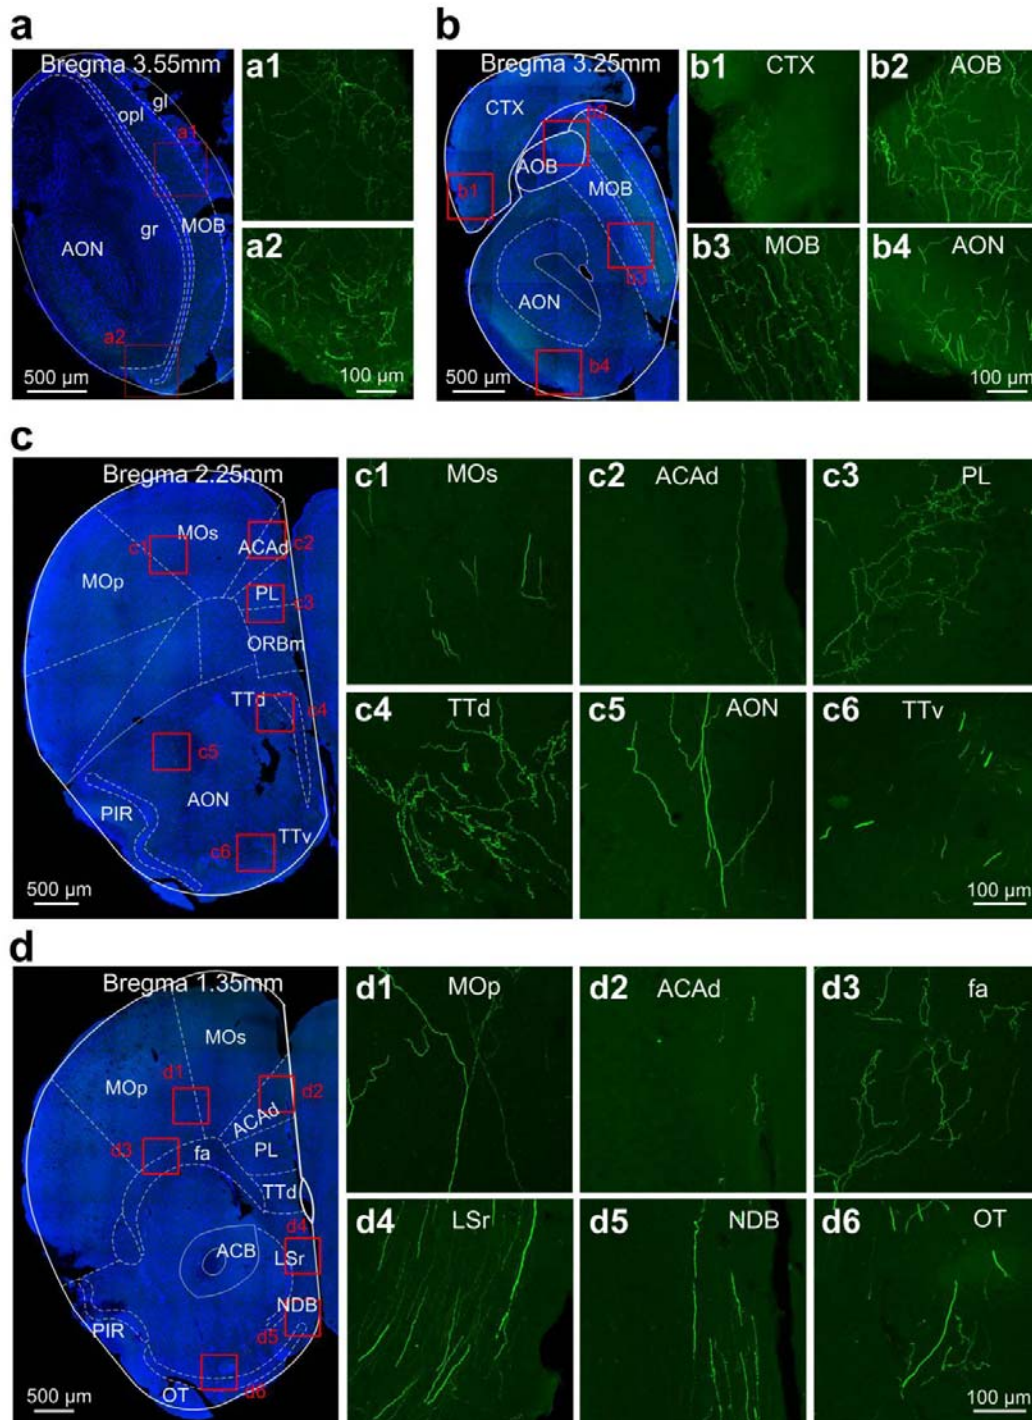 a
Bregma 3.55mm
gl
opl
a1
MOB
gr
AON
a2
500 µm
a1
a2
100 µm
b
Bregma 3.25mm
CTX
b2
AOB
b1
MOB
b3
AON
b4
500 µm
b1 CTX
b2 AOB
b3 MOB
b4 AON
100 µm
c
Bregma 2.25mm
MOs
c1
ACAd
c2
MOp
PL
c3
ORBm
TTd
c4
c5
AON
PIR
TTv
c6
500 µm
c1 MOs
c2 ACAd
c3 PL
c4 TTd
c5 AON
c6 TTv
100 µm
d
Bregma 1.35mm
MOs
d1
MOp
d2
ACAd
d3
fa
PL
TTd
d4
ACB
LSr
NDB
PIR
d5
OT
d6
500 µm
d1 MOp
d2 ACAd
d3 fa
d4 LSr
d5 NDB
d6 OT
100 µm